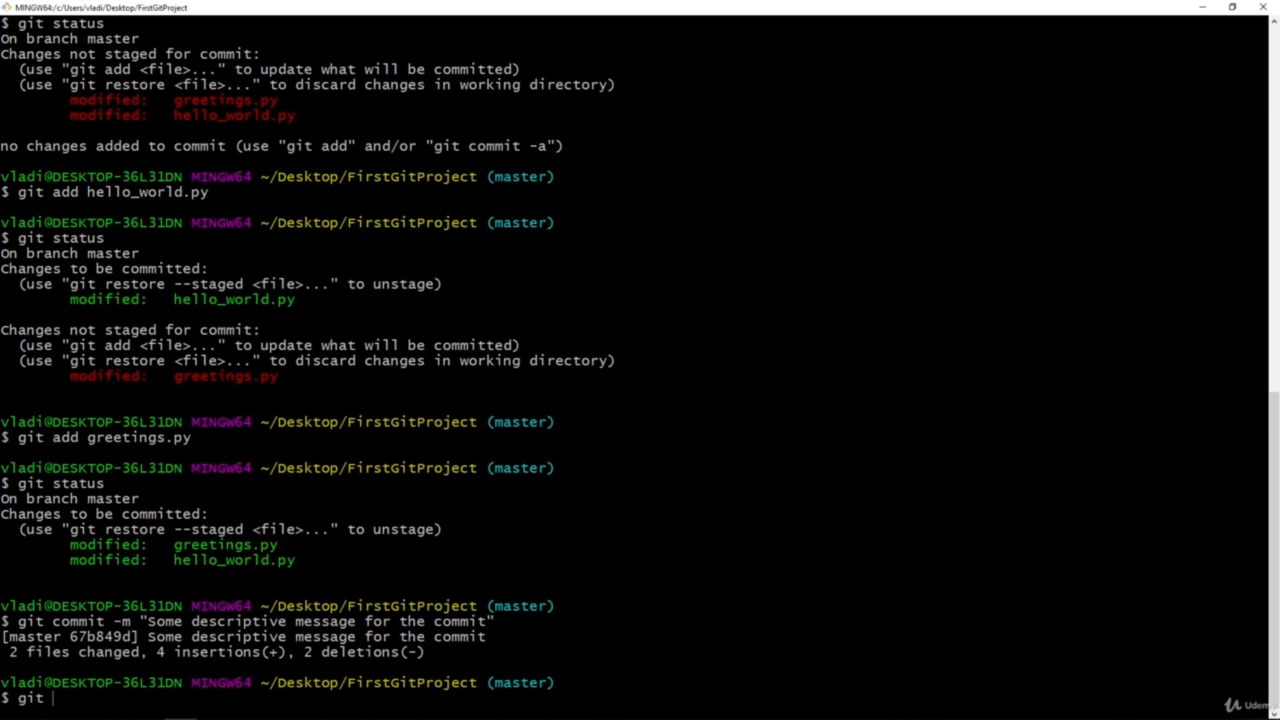 MINGW64:/c/Users/vladi/Desktop/FirstGitProject
$ git status
On branch master
Changes not staged for commit:
  (use "git add <file>..." to update what will be committed)
  (use "git restore <file>..." to discard changes in working directory)
        modified:   greetings.py
        modified:   hello_world.py
no changes added to commit (use "git add" and/or "git commit -a")
vladi@DESKTOP-36L31DN MINGW64 ~/Desktop/FirstGitProject (master)
$ git add hello_world.py
vladi@DESKTOP-36L31DN MINGW64 ~/Desktop/FirstGitProject (master)
$ git status
On branch master
Changes to be committed:
  (use "git restore --staged <file>..." to unstage)
        modified:   hello_world.py
Changes not staged for commit:
  (use "git add <file>..." to update what will be committed)
  (use "git restore <file>..." to discard changes in working directory)
        modified:   greetings.py
vladi@DESKTOP-36L31DN MINGW64 ~/Desktop/FirstGitProject (master)
$ git add greetings.py
vladi@DESKTOP-36L31DN MINGW64 ~/Desktop/FirstGitProject (master)
$ git status
On branch master
Changes to be committed:
  (use "git restore --staged <file>..." to unstage)
        modified:   greetings.py
        modified:   hello_world.py
vladi@DESKTOP-36L31DN MINGW64 ~/Desktop/FirstGitProject (master)
$ git commit -m "Some descriptive message for the commit"
[master 67b849d] Some descriptive message for the commit
 2 files changed, 4 insertions(+), 2 deletions(-)
vladi@DESKTOP-36L31DN MINGW64 ~/Desktop/FirstGitProject (master)
$ git
Udemy